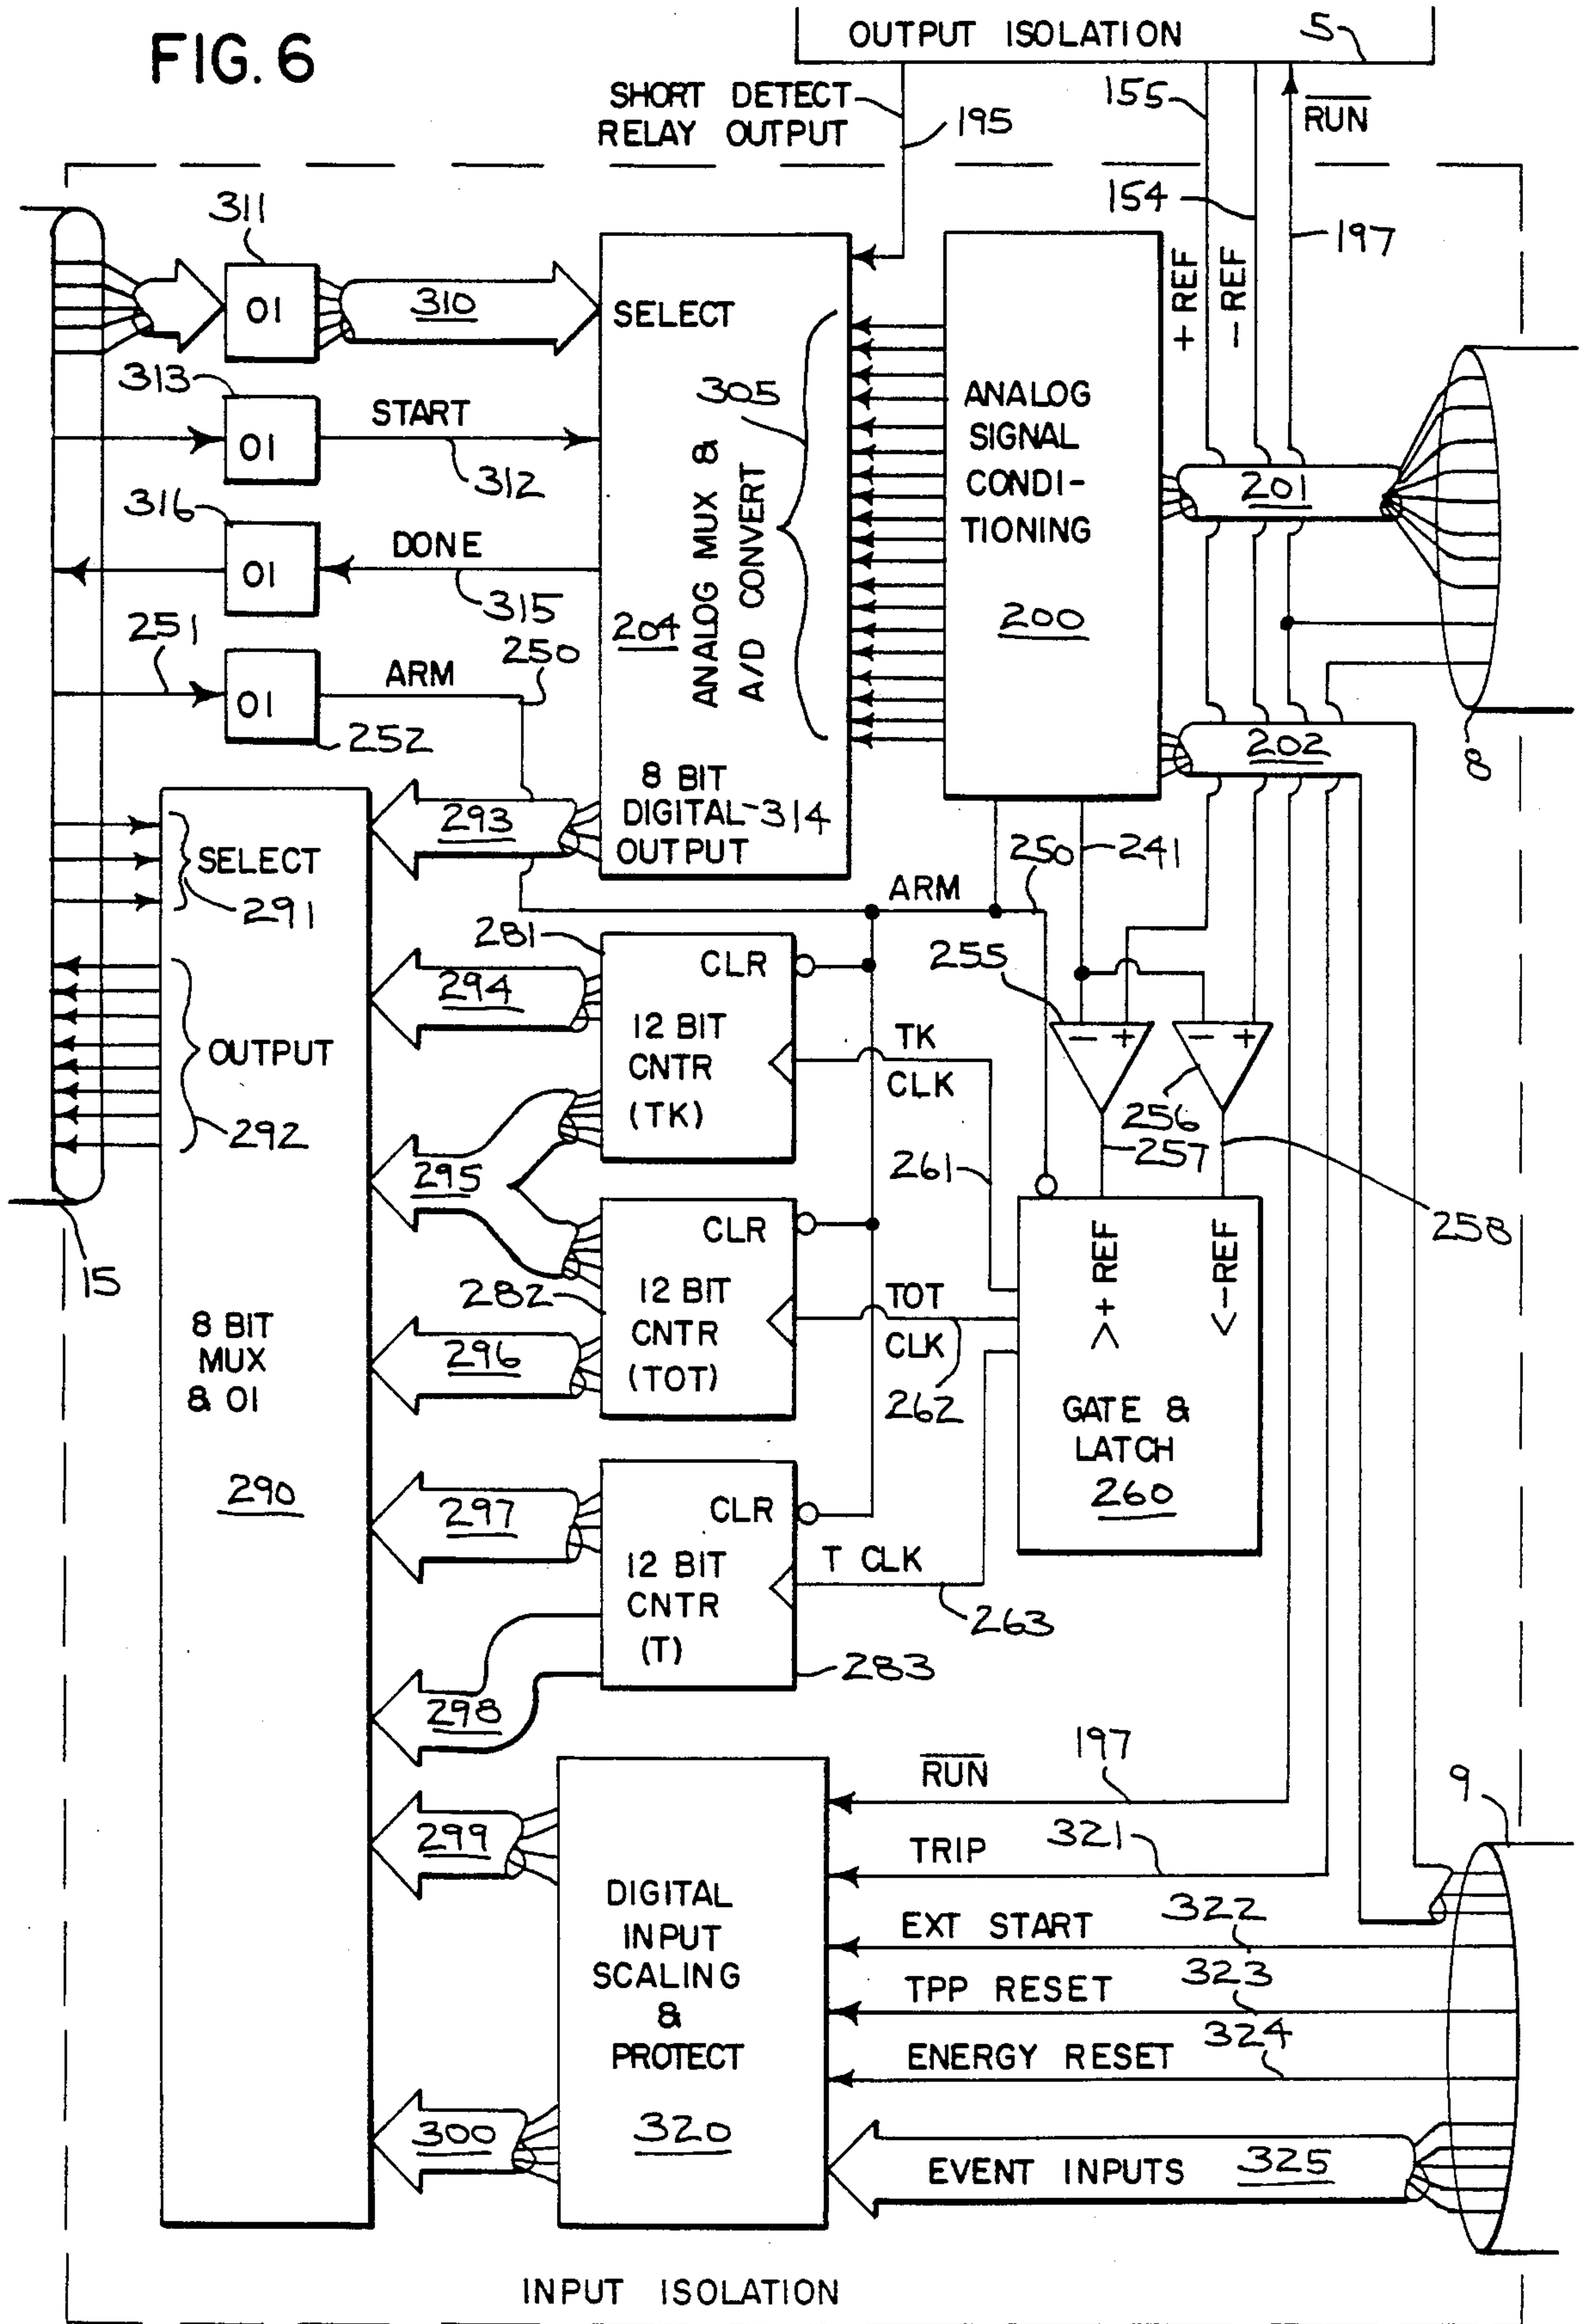 FIG. 6
OUTPUT ISOLATION
5
SHORT DETECT
RELAY OUTPUT
195
155
RUN
154
197
+ REF
- REF
311
OI
310
SELECT
313
OI
START
312
305
ANALOG MUX &
A/D CONVERT
204
ANALOG
SIGNAL
CONDI-
TIONING
200
201
316
OI
DONE
315
251
OI
ARM
250
252
202
8
8 BIT
DIGITAL
OUTPUT
314
293
SELECT
291
250
241
ARM
281
294
CLR
12 BIT
CNTR
(TK)
255
- +
- +
256
257
258
TK
CLK
261
OUTPUT
292
295
15
282
CLR
12 BIT
CNTR
(TOT)
TOT
CLK
262
296
>+ REF
<-REF
GATE &
LATCH
260
8 BIT
MUX
& OI
290
297
CLR
12 BIT
CNTR
(T)
T CLK
263
283
298
RUN
197
9
299
TRIP
321
DIGITAL
INPUT
SCALING
&
PROTECT
320
EXT START
322
TPP RESET
323
ENERGY RESET
324
300
EVENT INPUTS
325
INPUT ISOLATION